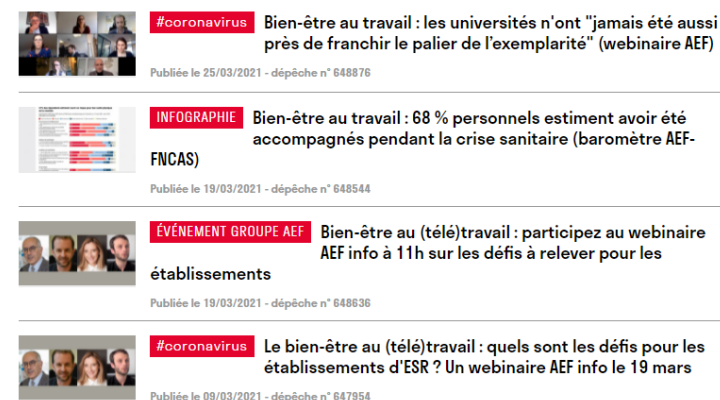 #coronavirus Bien-être au travail : les universités n'ont "jamais été aussi
près de franchir le palier de l’exemplarité" (webinaire AEF)
Publiée le 25/03/2021 - dépêche n° 648876
INFOGRAPHIE Bien-être au travail : 68 % personnels estiment avoir été
accompagnés pendant la crise sanitaire (baromètre AEF-
FNCAS)
Publiée le 19/03/2021 - dépêche n° 648544
ÉVÉNEMENT GROUPE AEF Bien-être au (télé)travail : participez au webinaire
AEF info à 11h sur les défis à relever pour les
établissements
Publiée le 19/03/2021 - dépêche n° 648636
#coronavirus Le bien-être au (télé)travail : quels sont les défis pour les
établissements d'ESR ? Un webinaire AEF info le 19 mars
Publiée le 09/03/2021 - dépêche n° 647954